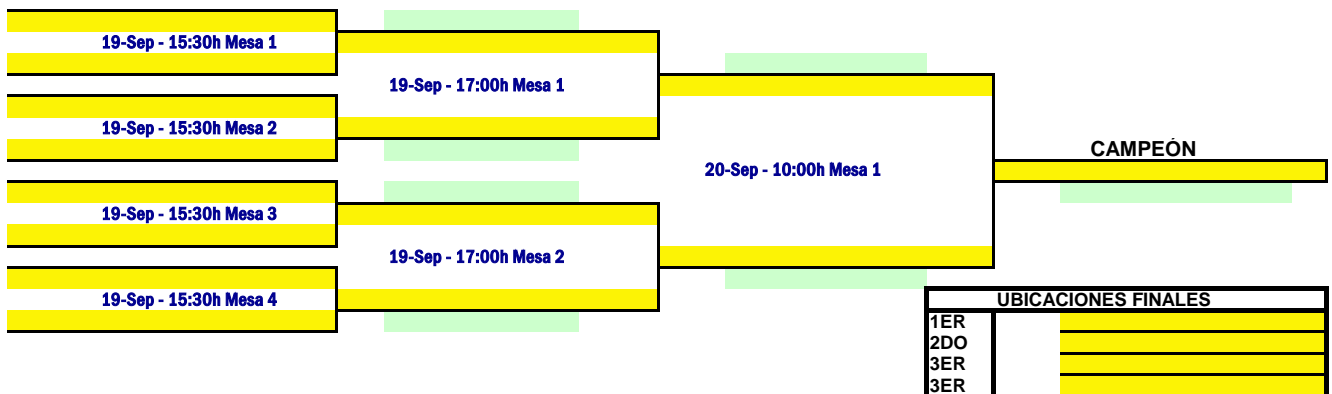 19-Sep - 15:30h Mesa 1
19-Sep - 17:00h Mesa 1
19-Sep - 15:30h Mesa 2
CAMPEÓN
20-Sep - 10:00h Mesa 1
19-Sep - 15:30h Mesa 3
19-Sep - 17:00h Mesa 2
19-Sep - 15:30h Mesa 4
UBICACIONES FINALES
1ER
2DO
3ER
3ER